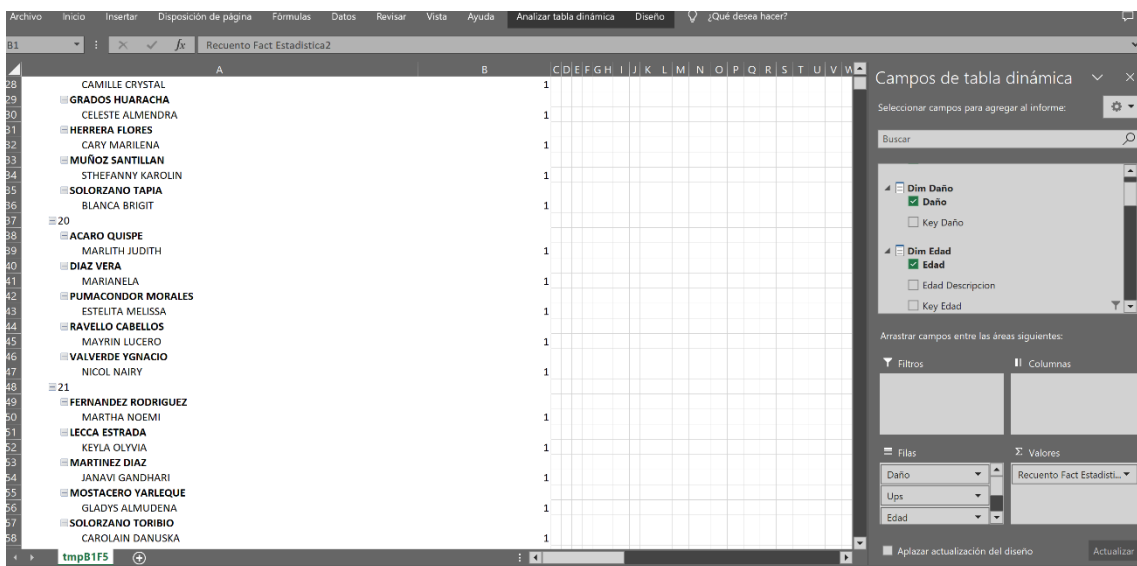 Archivo Inicio Insertar Disposición de página Fórmulas Datos Revisar Vista Ayuda Analizar tabla dinámica Diseño ¿Qué desea hacer?
B1 fx Recuento Fact Estadistica2
A B C D E F G H I J K L M N O P Q R S T U V W
28 CAMILLE CRYSTAL 1
29 GRADOS HUARACHA
30 CELESTE ALMENDRA 1
31 HERRERA FLORES
32 CARY MARILENA 1
33 MUÑOZ SANTILLAN
34 STHEFANNY KAROLIN 1
35 SOLORZANO TAPIA
36 BLANCA BRIGIT 1
37 20
38 ACARO QUISPE
39 MARLITH JUDITH 1
40 DIAZ VERA
41 MARIANELA 1
42 PUMACONDOR MORALES
43 ESTELITA MELISSA 1
44 RAVELLO CABELLOS
45 MAYRIN LUCERO 1
46 VALVERDE YGNACIO
47 NICOL NAIRY 1
48 21
49 FERNANDEZ RODRIGUEZ
50 MARTHA NOEMI 1
51 LECCA ESTRADA
52 KEYLA OLYVIA 1
53 MARTINEZ DIAZ
54 JANAVI GANDHARI 1
55 MOSTACERO YARLEQUE
56 GLADYS ALMUDENA 1
57 SOLORZANO TORIBIO
58 CAROLAIN DANUSKA 1
tmpB1F5
Campos de tabla dinámica
Seleccionar campos para agregar al informe:
Buscar
Dim Daño
Daño
Key Daño
Dim Edad
Edad
Edad Descripcion
Key Edad
Arrastrar campos entre las áreas siguientes:
Filtros Columnas
Filas Σ Valores
Daño Recuento Fact Estadisti...
Ups
Edad
Aplazar actualización del diseño Actualizar